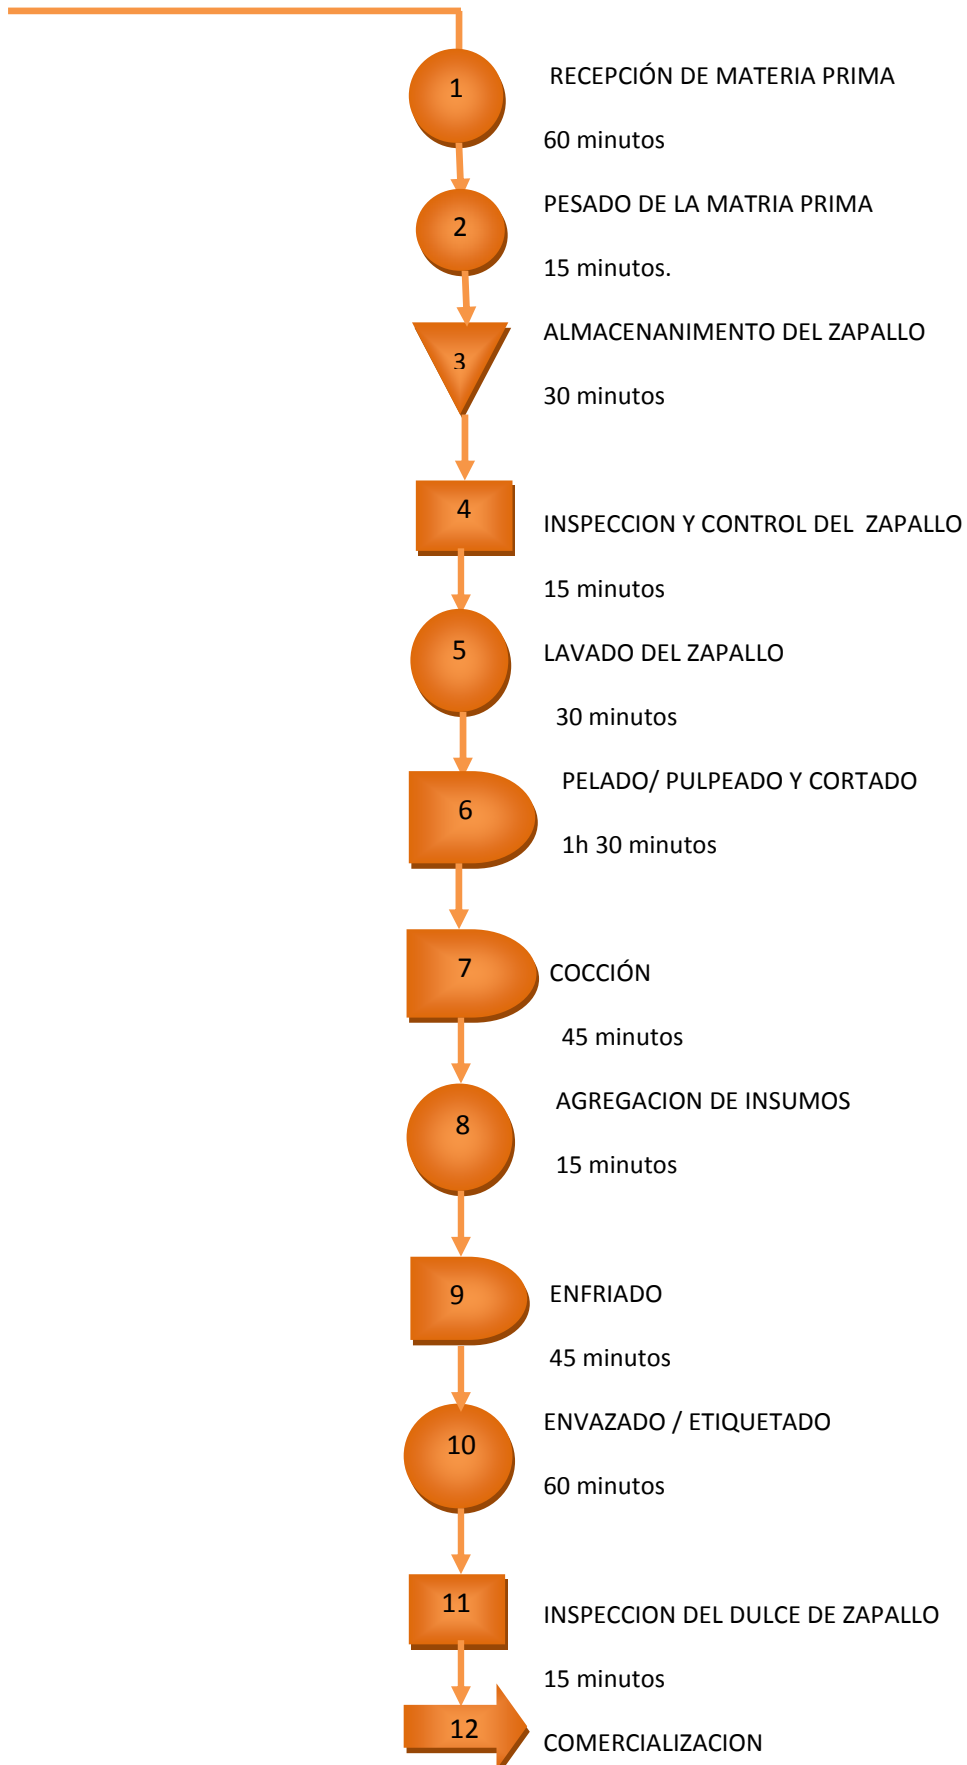 1
RECEPCIÓN DE MATERIA PRIMA
60 minutos
2
PESADO DE LA MATRIA PRIMA
15 minutos.
3
ALMACENANIMENTO DEL ZAPALLO
30 minutos
4
INSPECCION Y CONTROL DEL ZAPALLO
15 minutos
5
LAVADO DEL ZAPALLO
30 minutos
6
PELADO/ PULPEADO Y CORTADO
1h 30 minutos
7
COCCIÓN
45 minutos
8
AGREGACION DE INSUMOS
15 minutos
9
ENFRIADO
45 minutos
10
ENVAZADO / ETIQUETADO
60 minutos
11
INSPECCION DEL DULCE DE ZAPALLO
15 minutos
12
COMERCIALIZACION